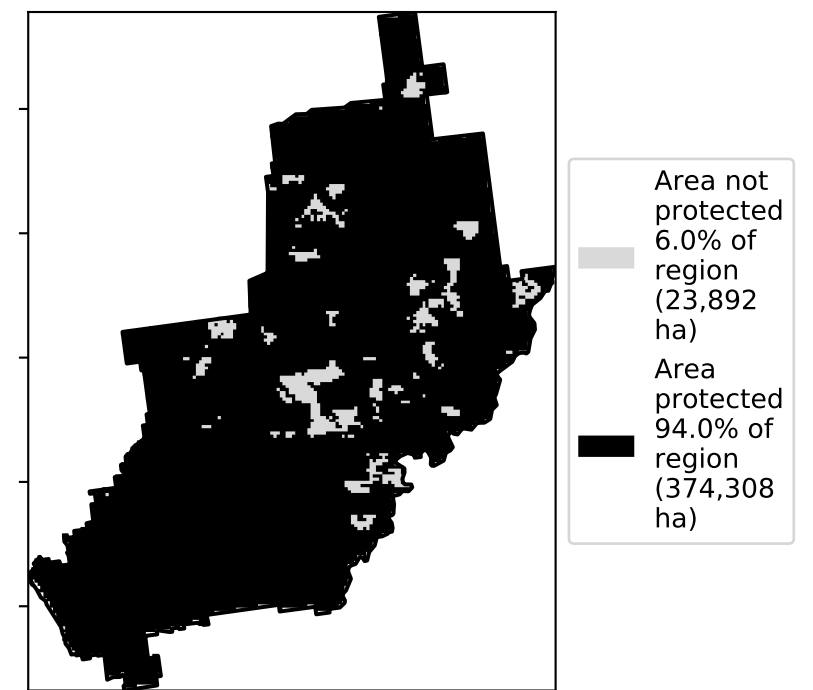 Area not
protected
6.0% of
region
(23,892
ha)
Area
protected
94.0% of
region
(374,308
ha)